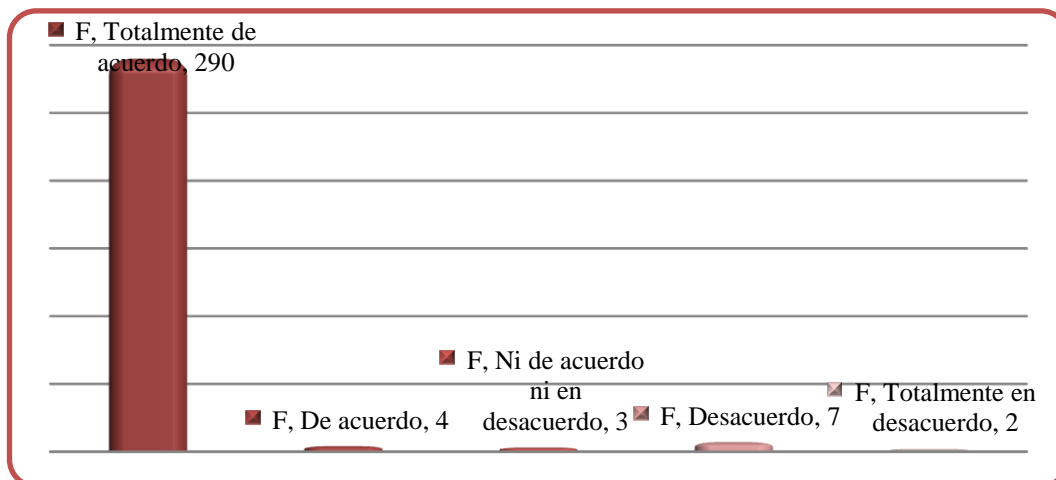 F, Totalmente de
acuerdo, 290
F, De acuerdo, 4
F, Ni de acuerdo
ni en
desacuerdo, 3
F, Desacuerdo, 7
F, Totalmente en
desacuerdo, 2